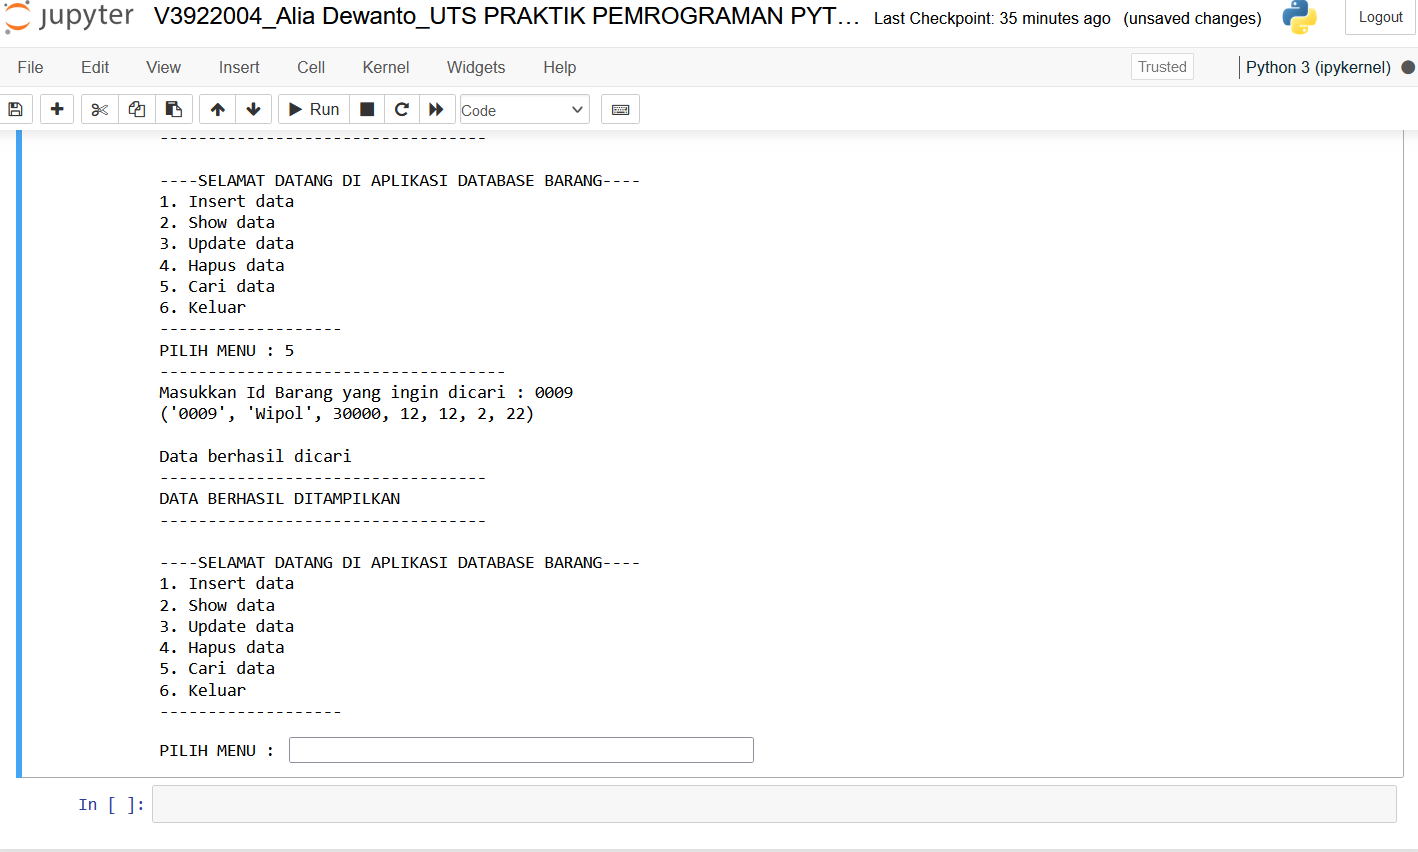 jupyter V3922004_Alia Dewanto_UTS PRAKTIK PEMROGRAMAN PYT... Last Checkpoint: 35 minutes ago (unsaved changes) Logout
File Edit View Insert Cell Kernel Widgets Help Trusted Python 3 (ipykernel)
Run Code
----------------------------------
----SELAMAT DATANG DI APLIKASI DATABASE BARANG----
1. Insert data
2. Show data
3. Update data
4. Hapus data
5. Cari data
6. Keluar
-------------------
PILIH MENU : 5
------------------------------------
Masukkan Id Barang yang ingin dicari : 0009
('0009', 'Wipol', 30000, 12, 12, 2, 22)
Data berhasil dicari
----------------------------------
DATA BERHASIL DITAMPILKAN
----------------------------------
----SELAMAT DATANG DI APLIKASI DATABASE BARANG----
1. Insert data
2. Show data
3. Update data
4. Hapus data
5. Cari data
6. Keluar
-------------------
PILIH MENU :
In [ ]: